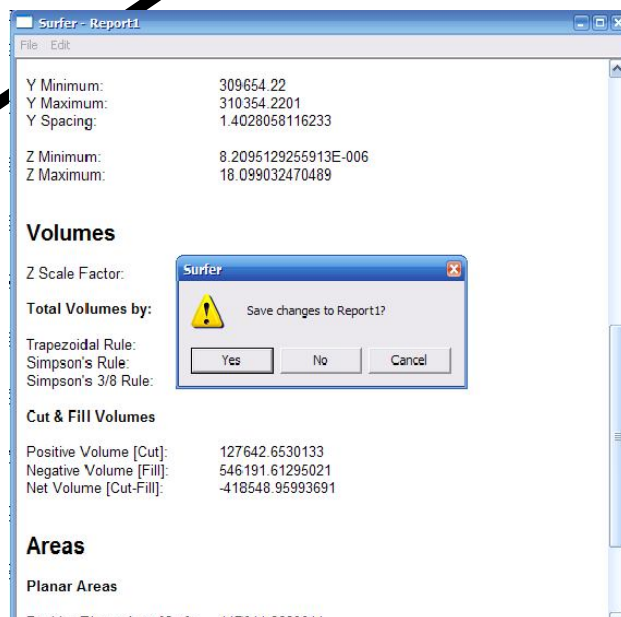 Surfer - Report1
File Edit
Y Minimum: 309654.22
Y Maximum: 310354.2201
Y Spacing: 1.4028058116233
Z Minimum: 8.2095129255913E-006
Z Maximum: 18.099032470489
Volumes
Z Scale Factor:
Surfer
Save changes to Report1?
Yes No Cancel
Total Volumes by:
Trapezoidal Rule:
Simpson's Rule:
Simpson's 3/8 Rule:
Cut & Fill Volumes
Positive Volume [Cut]: 127642.6530133
Negative Volume [Fill]: 546191.61295021
Net Volume [Cut-Fill]: -418548.95993691
Areas
Planar Areas